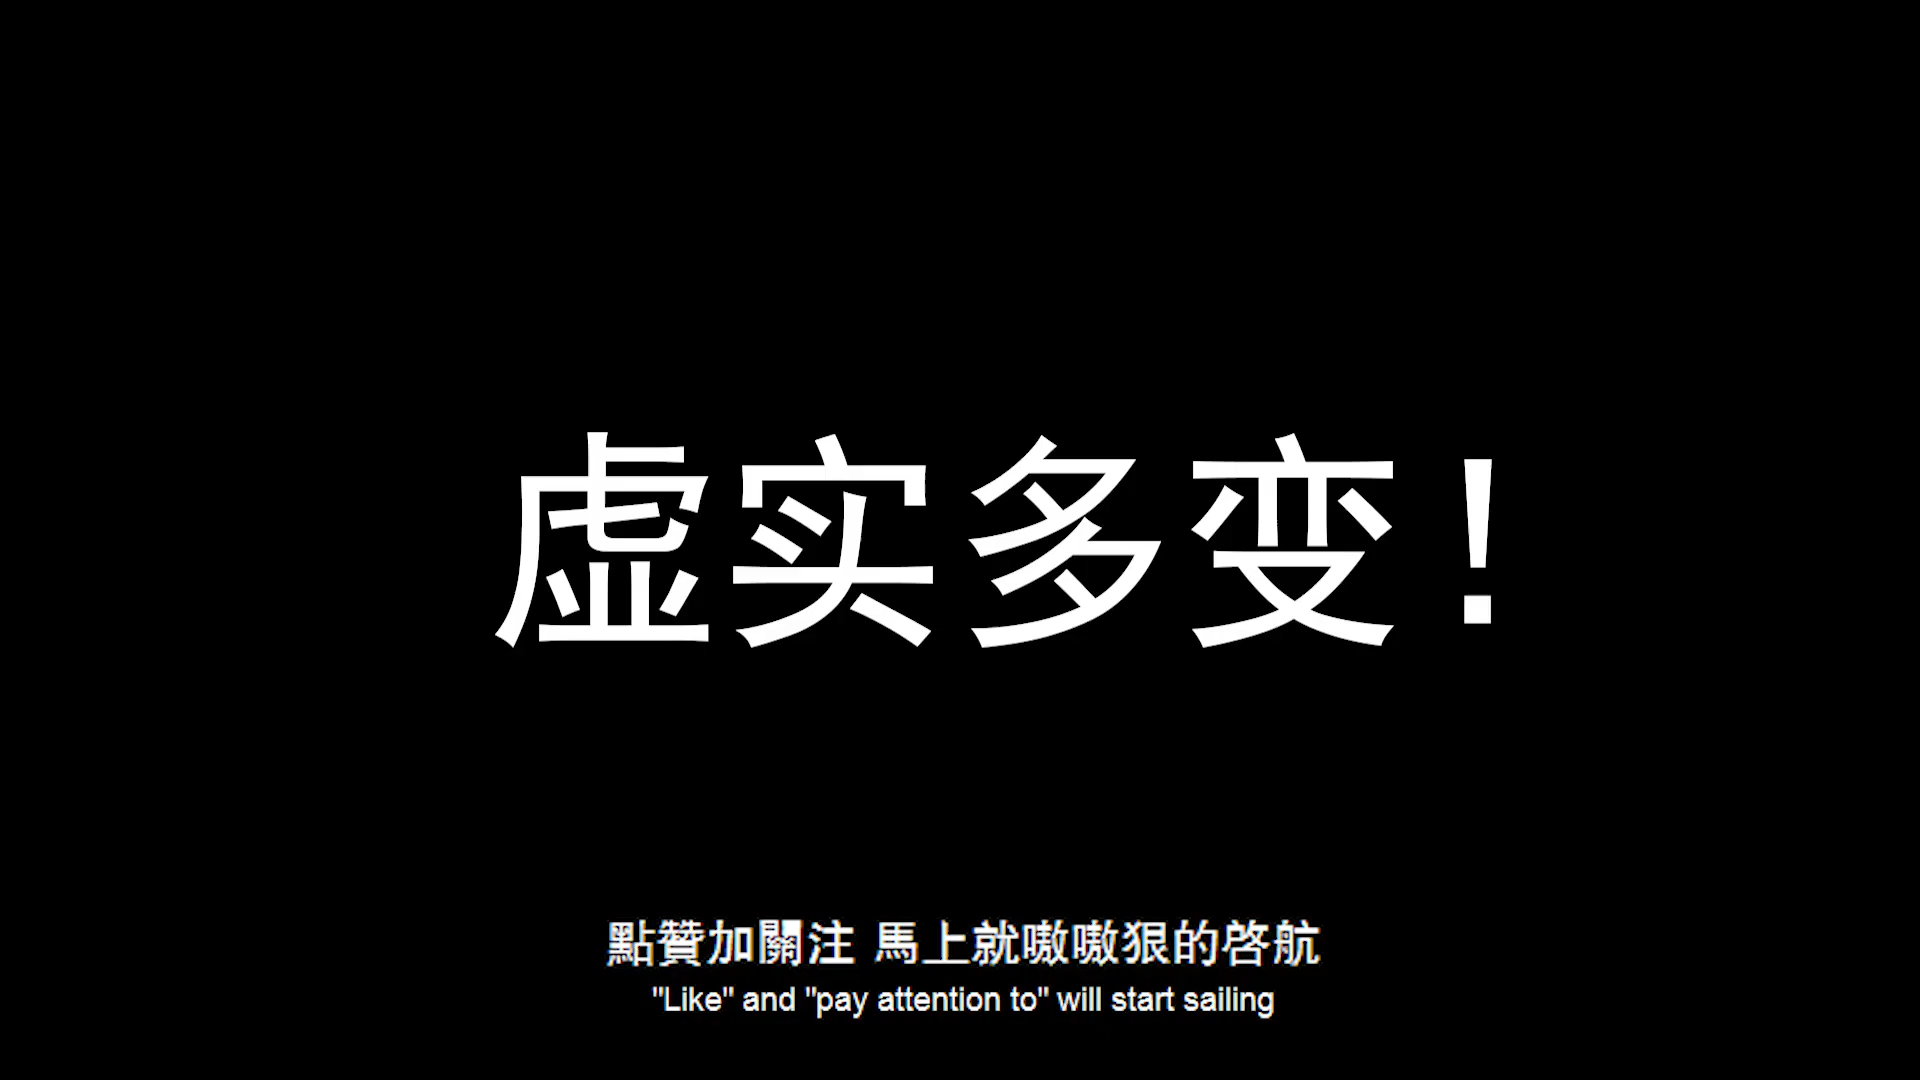 虚实多变！
點贊加關注 馬上就嗷嗷狠的啓航
"Like" and "pay attention to" will start sailing